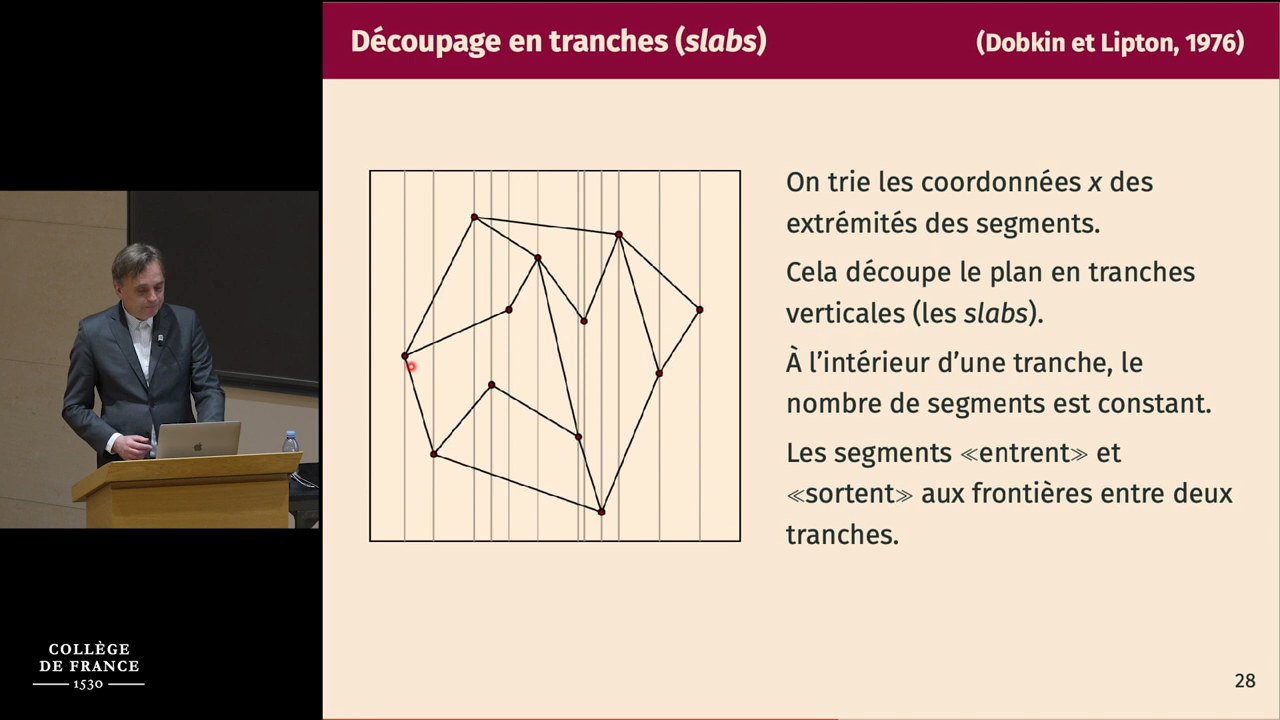 Découpage en tranches (slabs)
(Dobkin et Lipton, 1976)
On trie les coordonnées x des
extrémités des segments.
Cela découpe le plan en tranches
verticales (les slabs).
À l’intérieur d’une tranche, le
nombre de segments est constant.
Les segments «entrent» et
«sortent» aux frontières entre deux
tranches.
COLLÈGE
DE FRANCE
1530
28